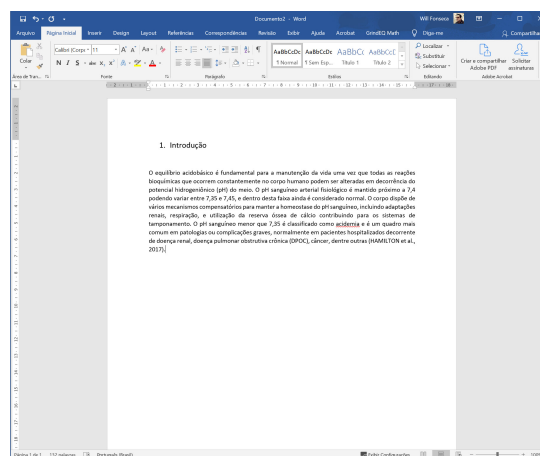 Documento2 - Word
Will Fonseca
Arquivo Página Inicial Inserir Design Layout Referências Correspondências Revisão Exibir Ajuda Acrobat GrindEQ Math Diga-me Compartilhar
Colar
Calibri (Corpo 11
N I S abc
AaBbCcDc AaBbCcDc AaBbCc AaBbCcC
¶ Normal ¶ Sem Esp... Título 1 Título 2
Localizar
Substituir
Selecionar
Criar e compartilhar Adobe PDF
Solicitar assinaturas
Área de Tran... Fonte Parágrafo Estilos Editando Adobe Acrobat
1. Introdução
O equilíbrio acidobásico é fundamental para a manutenção da vida uma vez que todas as reações
bioquímicas que ocorrem constantemente no corpo humano podem ser alteradas em decorrência do
potencial hidrogeniônico (pH) do meio. O pH sanguíneo arterial fisiológico é mantido próximo a 7,4
podendo variar entre 7,35 e 7,45, e dentro desta faixa ainda é considerado normal. O corpo dispõe de
vários mecanismos compensatórios para manter a homeostase do pH sanguíneo, incluindo adaptações
renais, respiração, e utilização da reserva óssea de cálcio contribuindo para os sistemas de
tamponamento. O pH sanguíneo menor que 7,35 é classificado como acidemia e é um quadro mais
comum em patologias ou complicações graves, normalmente em pacientes hospitalizados decorrente
de doença renal, doença pulmonar obstrutiva crônica (DPOC), câncer, dentre outras (HAMILTON et al.,
2017).
Página 1 de 1 132 palavras Português (Brasil) Exibir Configurações 100%